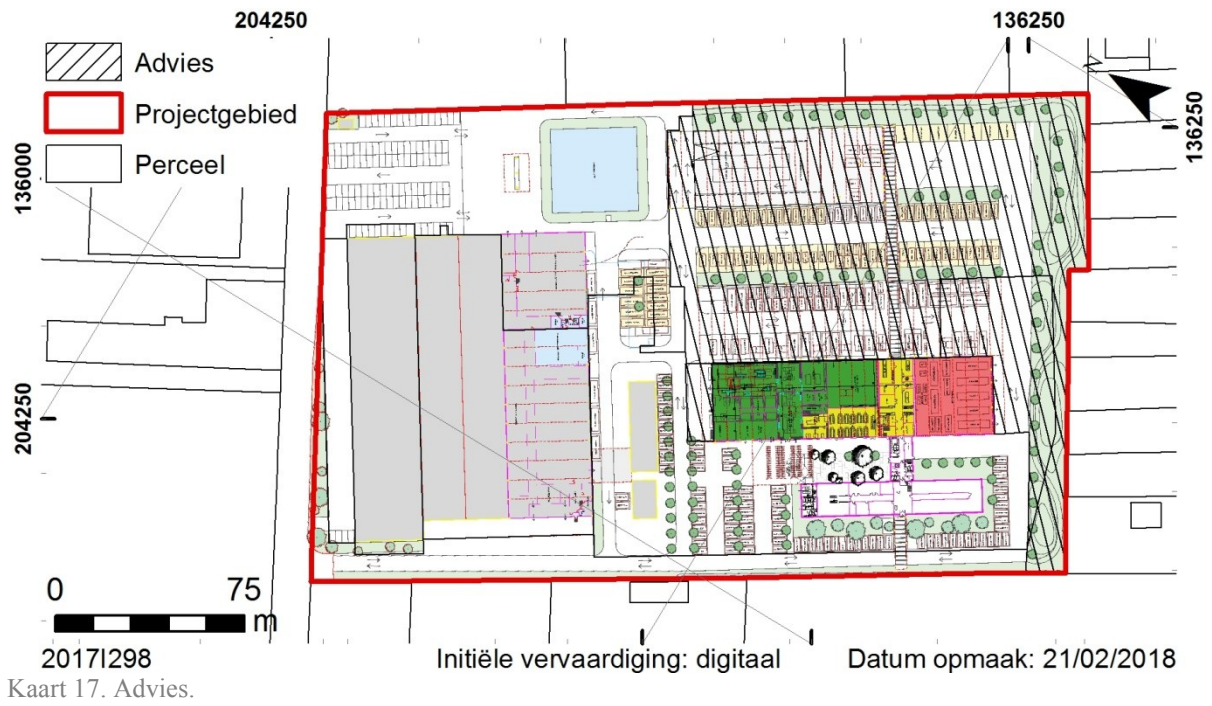 204250
136250
Advies
Projectgebied
Perceel
N
136000
136250
204250
0 75
m
2017I298
Initiële vervaardiging: digitaal
Datum opmaak: 21/02/2018
Kaart 17. Advies.